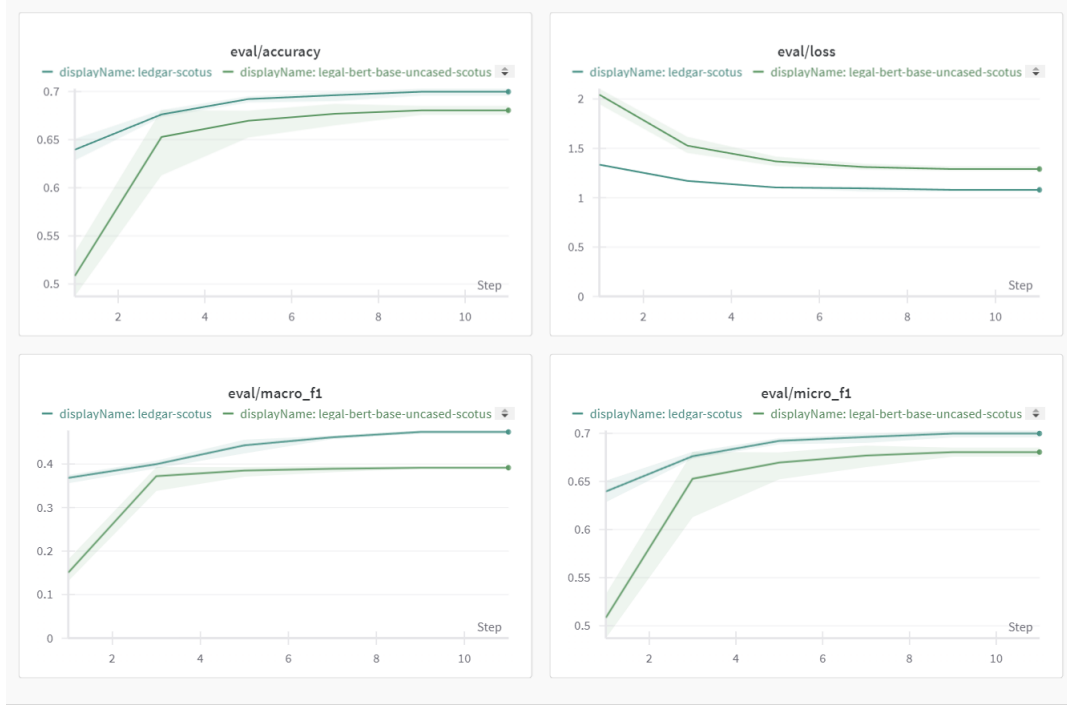 eval/accuracy
displayName: ledgar-scotus displayName: legal-bert-base-uncased-scotus
0.7
0.65
0.6
0.55
0.5
Step
2 4 6 8 10
eval/loss
displayName: ledgar-scotus displayName: legal-bert-base-uncased-scotus
2
1.5
1
0.5
0
Step
2 4 6 8 10
eval/macro_f1
displayName: ledgar-scotus displayName: legal-bert-base-uncased-scotus
0.4
0.3
0.2
0.1
0
Step
2 4 6 8 10
eval/micro_f1
displayName: ledgar-scotus displayName: legal-bert-base-uncased-scotus
0.7
0.65
0.6
0.55
0.5
Step
2 4 6 8 10